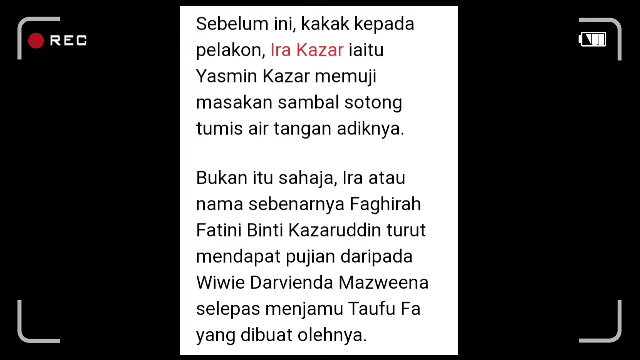 REC
Sebelum ini, kakak kepada
pelakon, Ira Kazar iaitu
Yasmin Kazar memuji
masakan sambal sotong
tumis air tangan adiknya.
Bukan itu sahaja, Ira atau
nama sebenarnya Faghirah
Fatini Binti Kazaruddin turut
mendapat pujian daripada
Wiwie Darvienda Mazweena
selepas menjamu Taufu Fa
yang dibuat olehnya.